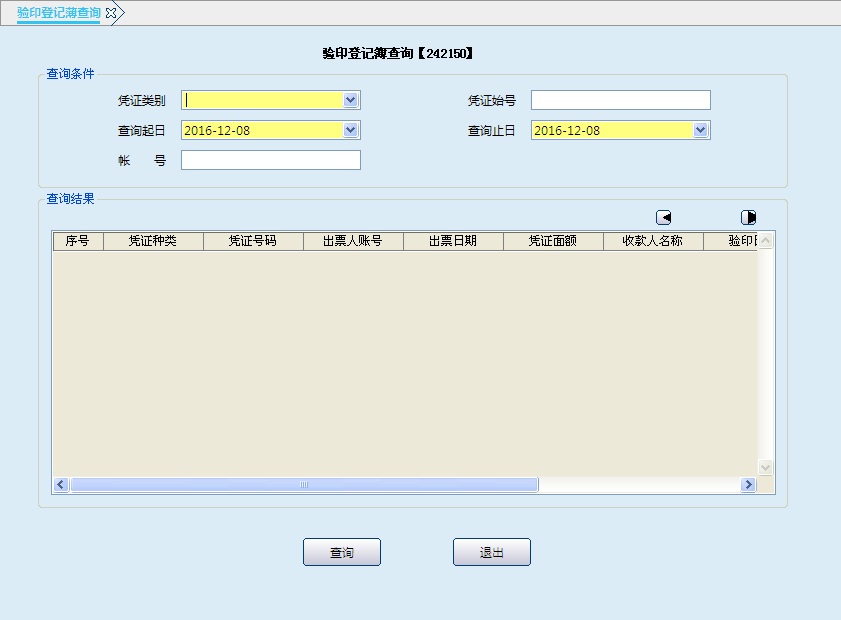 验印登记薄查询
验印登记簿查询【242150】
查询条件
凭证类别 凭证始号
查询起日 2016-12-08 查询止日 2016-12-08
帐 号
查询结果
序号 凭证种类 凭证号码 出票人账号 出票日期 凭证面额 收款人名称 验印
查询 退出